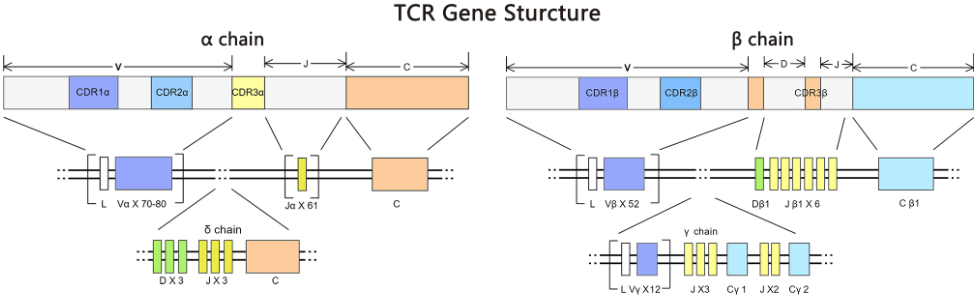 TCR Gene Sturcture
α chain
V
J
C
CDR1α
CDR2α
CDR3α
L
Vα X 70-80
Jα X 61
C
δ chain
D X 3
J X 3
C
β chain
V
D
J
C
CDR1β
CDR2β
CDR3β
L
Vβ X 52
Dβ1
J β1 X 6
C β1
γ chain
L Vγ X12
J X3
Cγ 1
J X2
Cγ 2